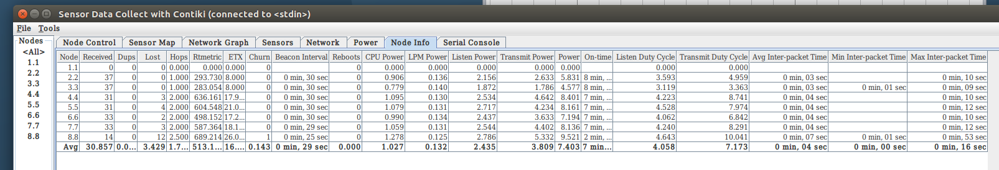 Sensor Data Collect with Contiki (connected to <stdin>)
File Tools
Nodes
<All>
1.1
2.2
3.3
4.4
5.5
6.6
7.7
8.8
Node Control Sensor Map Network Graph Sensors Network Power Node Info Serial Console
Node Received Dups Lost Hops Rtmetric ETX Churn Beacon Interval Reboots CPU Power LPM Power Listen Power Transmit Power Power On-time Listen Duty Cycle Transmit Duty Cycle Avg Inter-packet Time Min Inter-packet Time Max Inter-packet Time
1.1 0 0 0 0.000 0.000 0.000 0 0 0.000 0.000 0.000 0.000 0.000 0.000 0.000
2.2 37 0 0 1.000 293.730 8.000 0 0 min, 30 sec 0 0.906 0.136 2.156 2.633 5.831 8 min, ... 3.593 4.959 0 min, 03 sec 0 min, 10 sec
3.3 37 0 0 1.000 283.054 8.000 0 0 min, 30 sec 0 0.779 0.140 1.872 1.786 4.577 8 min, ... 3.119 3.363 0 min, 03 sec 0 min, 01 sec 0 min, 09 sec
4.4 31 0 3 2.000 636.161 17.9... 0 0 min, 30 sec 0 1.095 0.130 2.534 4.642 8.401 7 min, ... 4.223 8.741 0 min, 04 sec 0 min, 10 sec
5.5 31 0 4 2.000 604.548 21.0... 0 0 min, 30 sec 0 1.079 0.131 2.717 4.234 8.161 7 min, ... 4.528 7.974 0 min, 04 sec 0 min, 12 sec
6.6 33 0 2 2.000 498.152 17.2... 0 0 min, 30 sec 0 0.990 0.134 2.437 3.633 7.194 7 min, ... 4.062 6.842 0 min, 04 sec 0 min, 10 sec
7.7 33 0 3 2.000 587.364 18.1... 0 0 min, 29 sec 0 1.059 0.131 2.544 4.402 8.136 7 min, ... 4.240 8.291 0 min, 04 sec 0 min, 12 sec
8.8 14 0 12 2.500 689.214 26.0... 1 0 min, 25 sec 0 1.278 0.125 2.786 5.332 9.521 2 min, ... 4.643 10.041 0 min, 07 sec 0 min, 01 sec 0 min, 53 sec
Avg 30.857 0.0... 3.429 1.7... 513.1... 16.... 0.143 0 min, 29 sec 0.000 1.027 0.132 2.435 3.809 7.403 7 min... 4.058 7.173 0 min, 04 sec 0 min, 00 sec 0 min, 16 sec